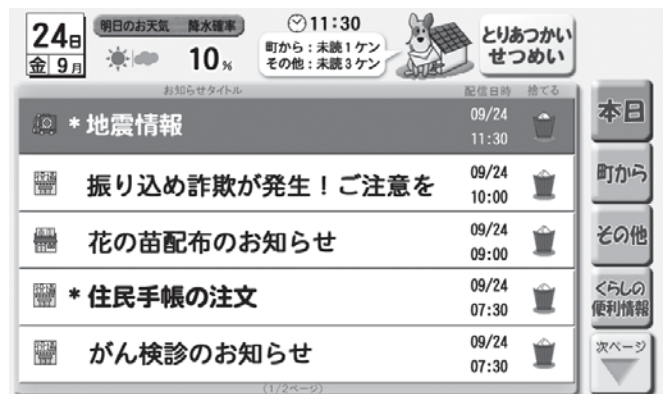 24日
金 9月
明日のお天気 降水確率
10%
11:30
町から：未読1ケン
その他：未読3ケン
とりあつかい
せつめい
お知らせタイトル 配信日時 捨てる
*地震情報 09/24 11:30
振り込め詐欺が発生！ご注意を 09/24 10:00
花の苗配布のお知らせ 09/24 09:00
*住民手帳の注文 09/24 07:30
がん検診のお知らせ 09/24 07:30
(1/2ページ)
本日
町から
その他
くらしの
便利情報
次ページ